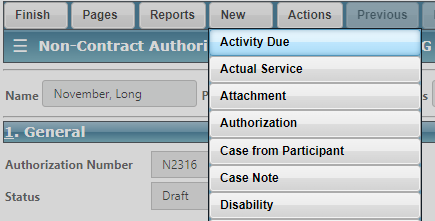 Finish Pages Reports New Actions Previous
☰ Non-Contract Authori G
Activity Due
Actual Service
Name November, Long P s
Attachment
1. General
Authorization
Authorization Number N2316
Case from Participant
Case Note
Status Draft
Disability